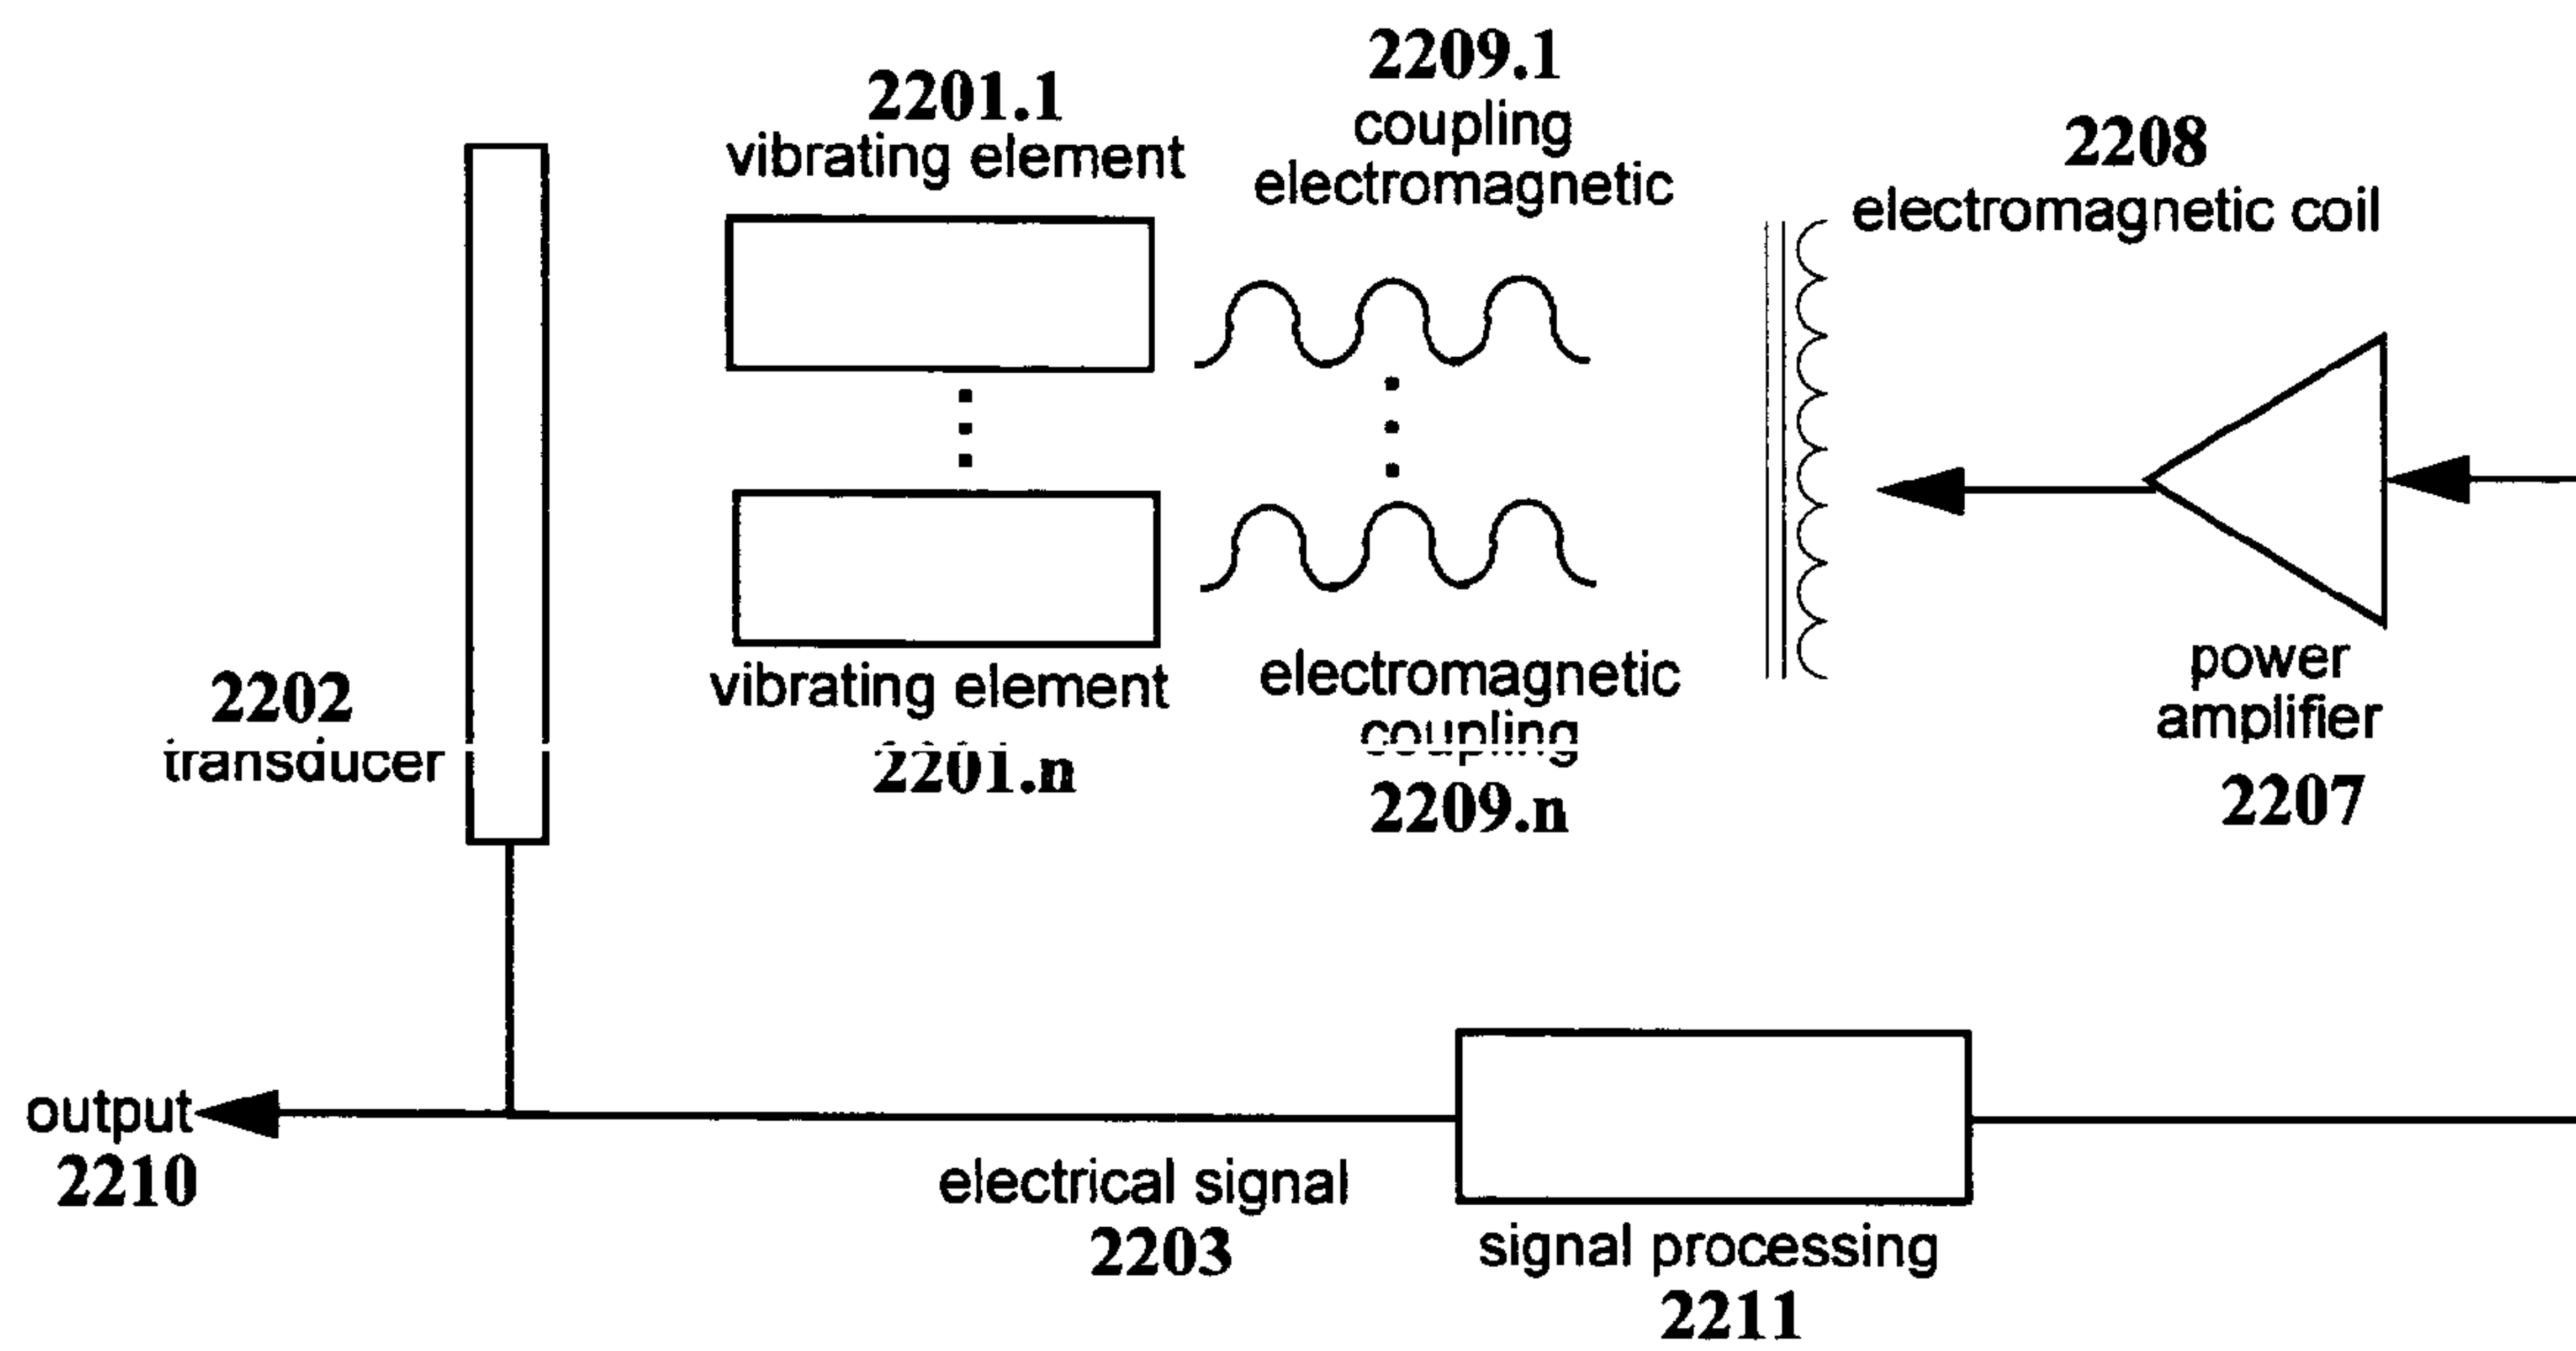 2201.1
vibrating element
2209.1
coupling
electromagnetic
2208
electromagnetic coil
2202
transducer
vibrating element
2201.n
electromagnetic
coupling
2209.n
power
amplifier
2207
output
2210
electrical signal
2203
signal processing
2211